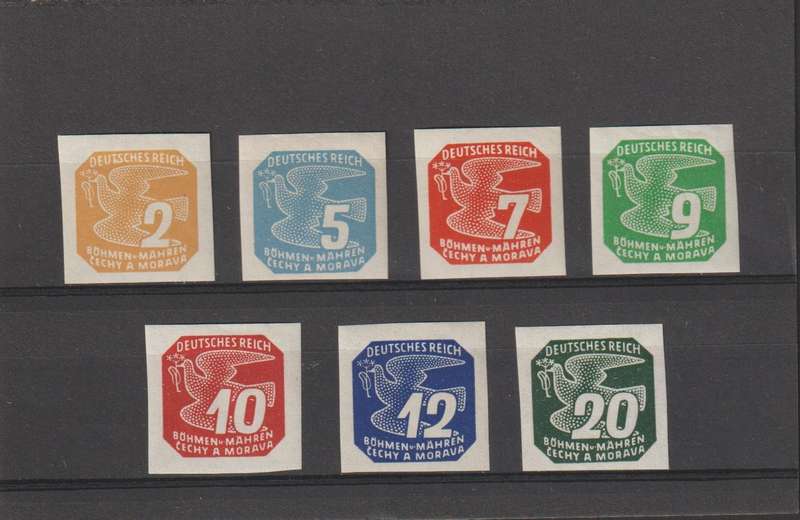 DEUTSCHES REICH
2
BÖHMEN u. MÄHREN
ČECHY A MORAVA
DEUTSCHES REICH
5
BÖHMEN u. MÄHREN
ČECHY A MORAVA
DEUTSCHES REICH
7
BÖHMEN u. MÄHREN
ČECHY A MORAVA
DEUTSCHES REICH
9
BÖHMEN u. MÄHREN
ČECHY A MORAVA
DEUTSCHES REICH
10
BÖHMEN u. MÄHREN
ČECHY A MORAVA
DEUTSCHES REICH
12
BÖHMEN u. MÄHREN
ČECHY A MORAVA
DEUTSCHES REICH
20
BÖHMEN u. MÄHREN
ČECHY A MORAVA